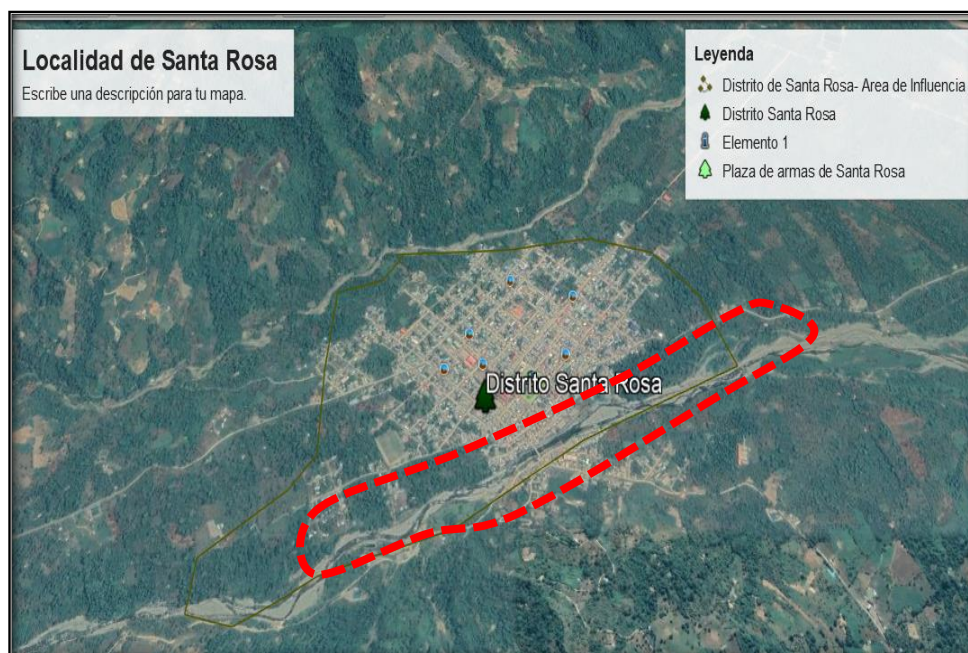 Localidad de Santa Rosa
Escribe una descripción para tu mapa.
Leyenda
Distrito de Santa Rosa- Area de Influencia
Distrito Santa Rosa
Elemento 1
Plaza de armas de Santa Rosa
Distrito Santa Rosa